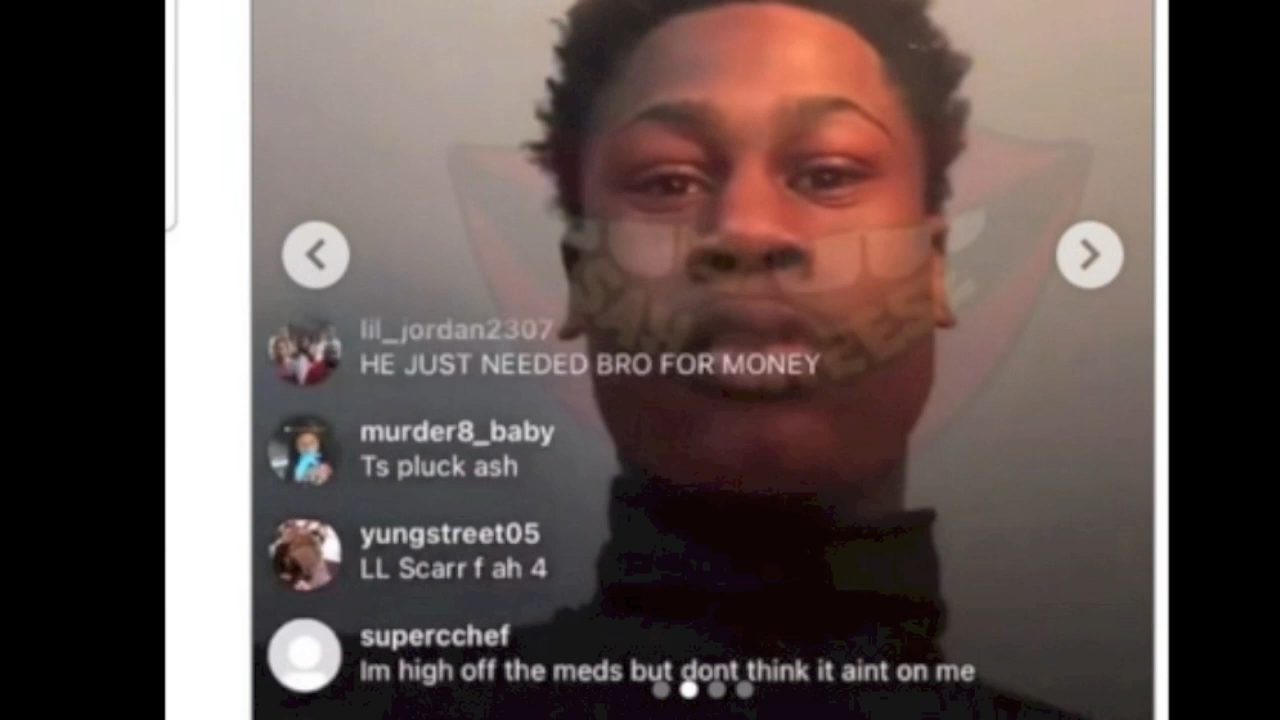 lil_jordan2307
HE JUST NEEDED BRO FOR MONEY
murder8_baby
Ts pluck ash
yungstreet05
LL Scarr f ah 4
supercchef
Im high off the meds but dont think it aint on me